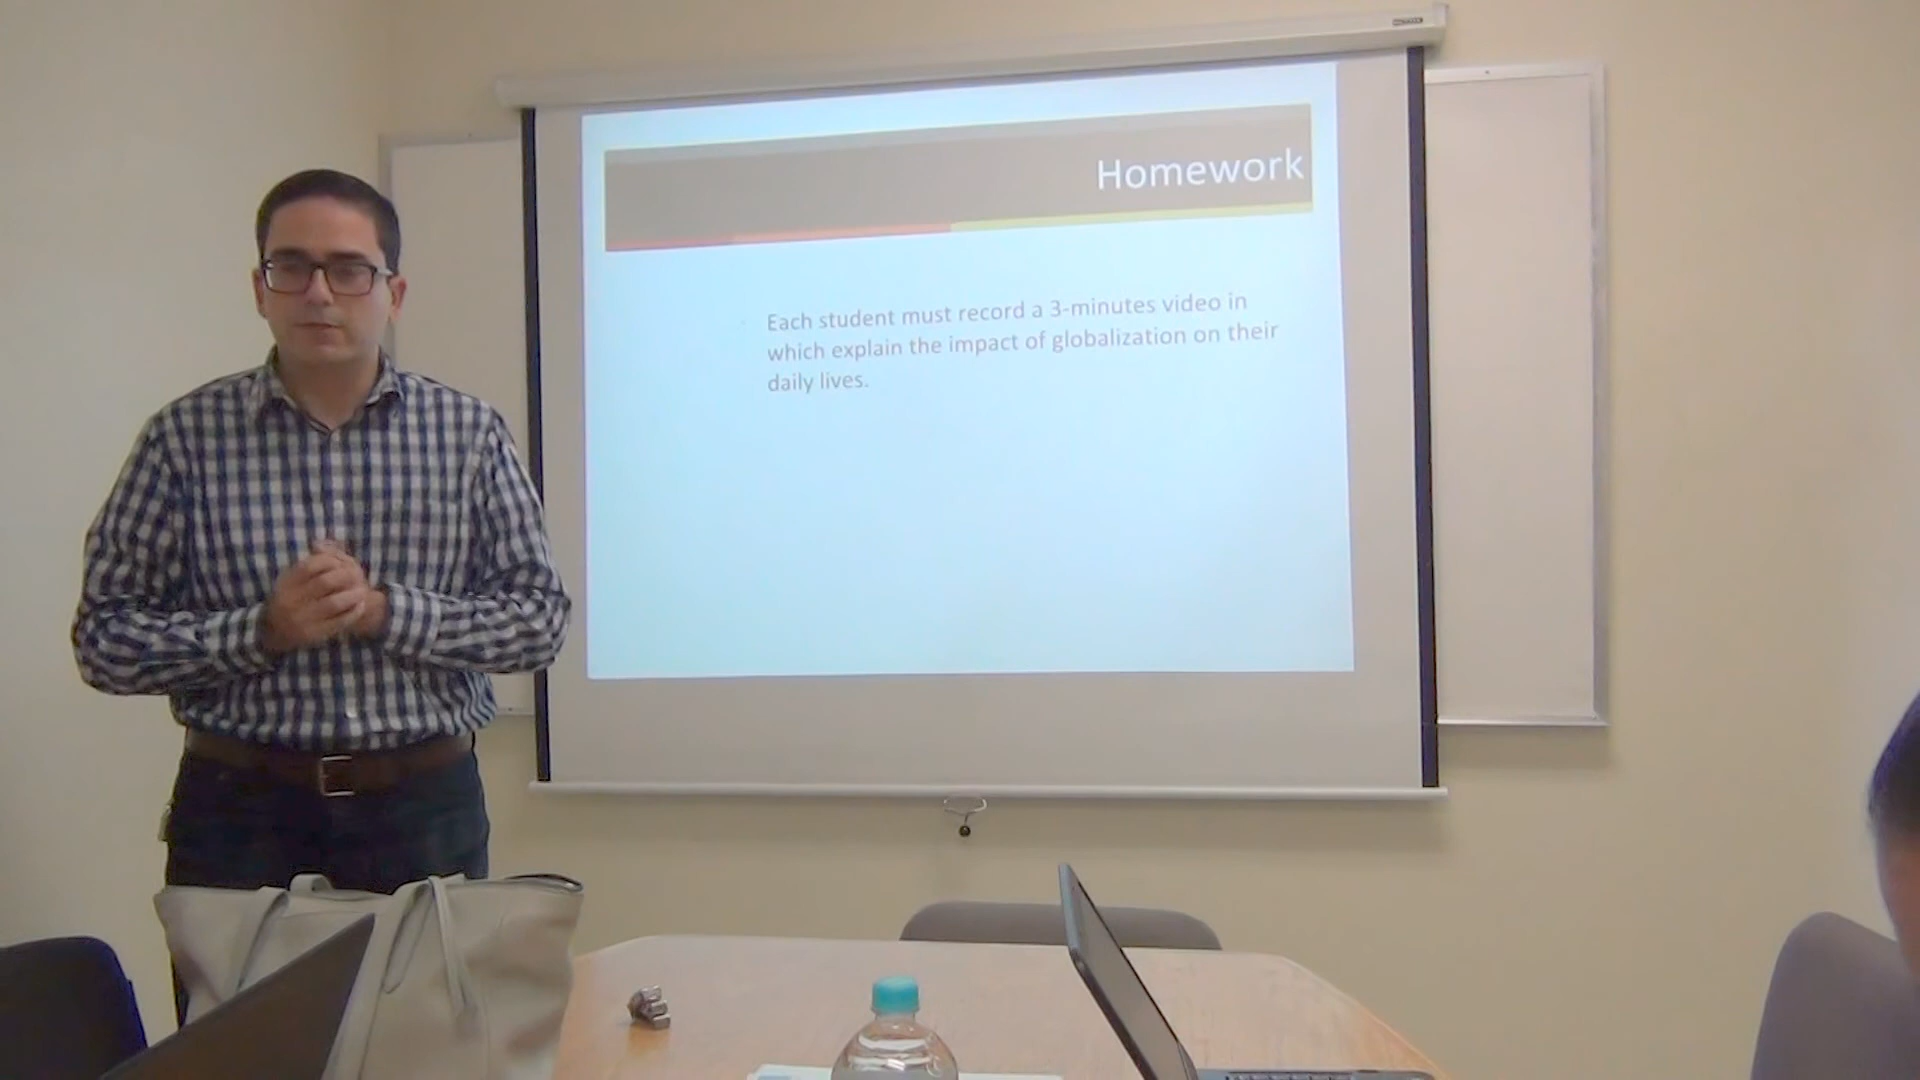 Homework
Each student must record a 3-minutes video in
which explain the impact of globalization on their
daily lives.